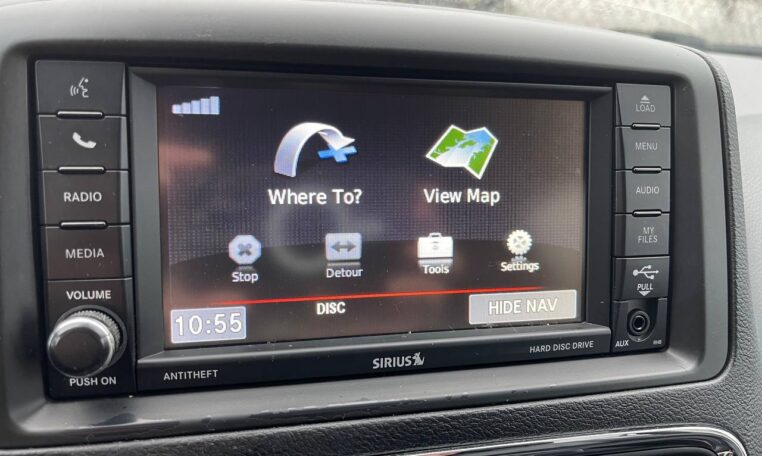 LOAD
MENU
RADIO
AUDIO
Where To?
View Map
MY
FILES
MEDIA
Stop
Detour
Tools
Settings
PULL
VOLUME
10:55
DISC
HIDE NAV
PUSH ON
ANTITHEFT
SIRIUS
HARD DISC DRIVE
AUX